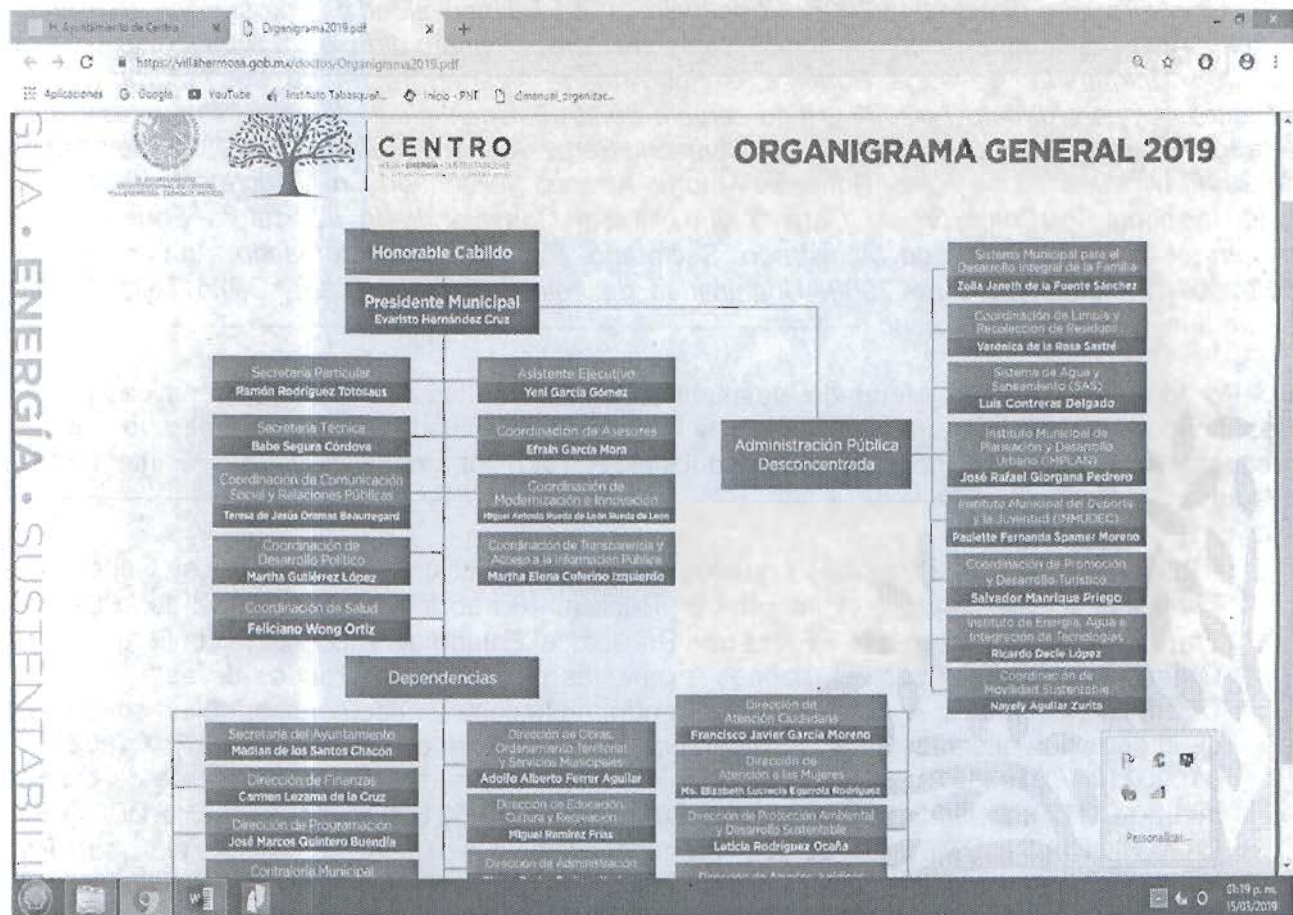 H. Ayuntamiento de Centro
Organigrama2019.pdf
https://villahermosa.gob.mx/doctos/Organigrama2019.pdf
Aplicaciones
Google
YouTube
Instituto Tabasqueñ...
Inicio - PNT
GUA • ENERGÍA • SUSTENTABILI
CENTRO
ORGANIGRAMA GENERAL 2019
Honorable Cabildo
Presidente Municipal
Evaristo Hernández Cruz
Secretaría Particular
Ramón Rodríguez Totosaus
Asistente Ejecutivo
Yeni García Gómez
Secretaría Técnica
Babe Segura Córdova
Coordinación de Asesores
Efraín García Mora
Coordinación de Comunicación
Social y Relaciones Públicas
Teresa de Jesús Oramas Beauregard
Coordinación de
Modernización e Innovación
Miguel Antonio Rueda de León Rueda de León
Coordinación de
Desarrollo Político
Martha Gutiérrez López
Coordinación de Transparencia y
Acceso a la Información Pública
Martha Elena Ceferino Izquierdo
Coordinación de Salud
Feliciano Wong Ortiz
Administración Pública
Desconcentrada
Sistema Municipal para el
Desarrollo Integral de la Familia
Zoila Janeth de la Fuente Sánchez
Coordinación de Limpia y
Recolección de Residuos
Verónica de la Rosa Sastré
Sistema de Agua y
Saneamiento (SAS)
Luis Contreras Delgado
Instituto Municipal de
Planeación y Desarrollo
Urbano (IMPLAN)
José Rafael Giorgana Pedrero
Instituto Municipal del Deporte
y la Juventud (INMUDEC)
Paulette Fernanda Spamer Moreno
Coordinación de Promoción
y Desarrollo Turístico
Salvador Manrique Priego
Instituto de Energía, Agua e
Integración de Tecnologías
Ricardo Decle López
Coordinación de
Movilidad Sustentable
Nayely Aguilar Zurita
Dependencias
Secretaría del Ayuntamiento
Madian de los Santos Chacón
Dirección de Finanzas
Carmen Lezama de la Cruz
Dirección de Programación
José Marcos Quintero Buendía
Contraloría Municipal
Dirección de Obras,
Ordenamiento Territorial
y Servicios Municipales
Adolfo Alberto Ferrer Aguilar
Dirección de Educación,
Cultura y Recreación
Miguel Ramírez Frías
Dirección de Administración
Dirección de
Atención Ciudadana
Francisco Javier García Moreno
Dirección de
Atención a las Mujeres
Ms. Elizabeth Lucrecia Egurrola Rodríguez
Dirección de Protección Ambiental
y Desarrollo Sustentable
Leticia Rodríguez Ocaña
Dirección de Asuntos Jurídicos
Personalizar...
01:19 p. m.
15/03/2019